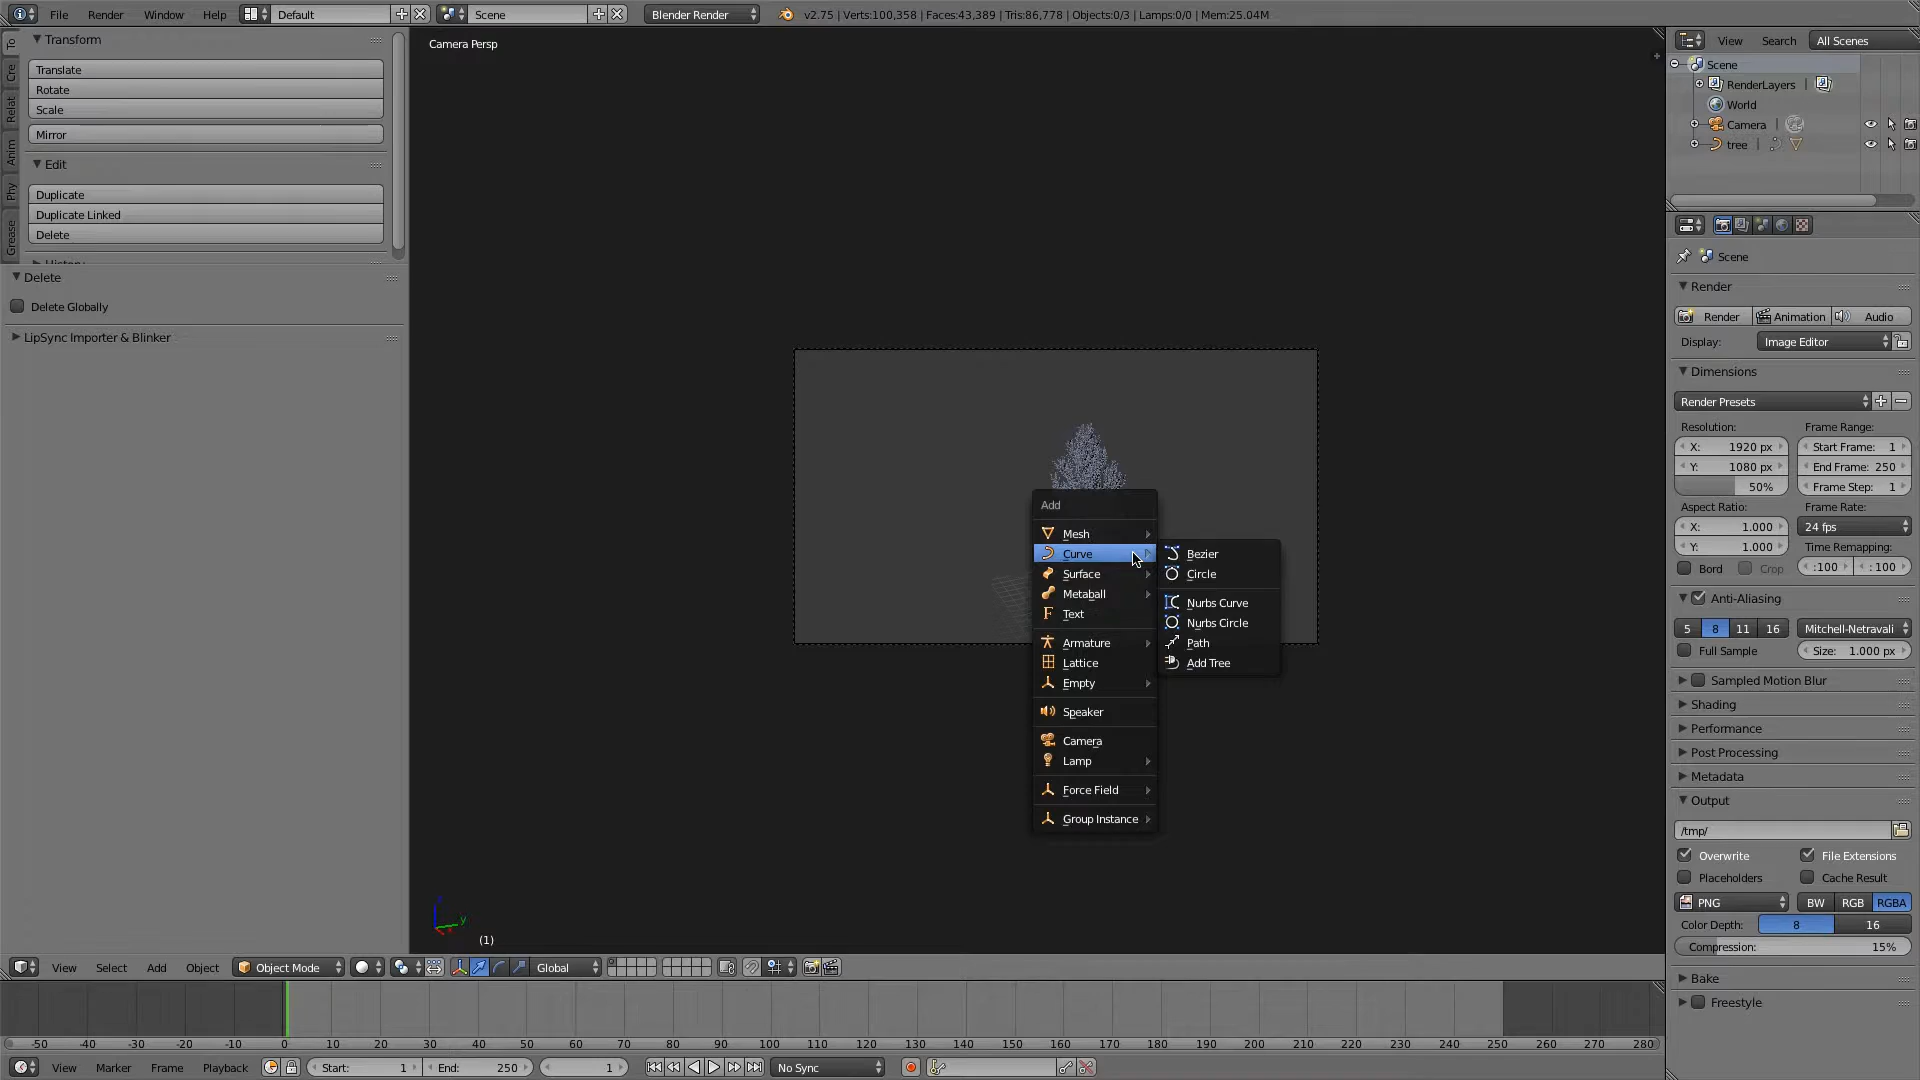 File Render Window Help Default Scene Blender Render v2.75 | Verts:100,358 | Faces:43,389 | Tris:86,778 | Objects:0/3 | Lamps:0/0 | Mem:25.04M
To
Cre
Relat
Anim
Phy
Grease
Transform
Translate
Rotate
Scale
Mirror
Edit
Duplicate
Duplicate Linked
Delete
Delete
Delete Globally
LipSync Importer & Blinker
Camera Persp
Add
Mesh
Curve
Surface
Metaball
Text
Armature
Lattice
Empty
Speaker
Camera
Lamp
Force Field
Group Instance
Bezier
Circle
Nurbs Curve
Nurbs Circle
Path
Add Tree
(1)
View Search All Scenes
Scene
RenderLayers |
World
Camera |
tree |
Scene
Render
Render Animation Audio
Display: Image Editor
Dimensions
Render Presets
Resolution: Frame Range:
X: 1920 px Start Frame: 1
Y: 1080 px End Frame: 250
50% Frame Step: 1
Aspect Ratio: Frame Rate:
X: 1.000 24 fps
Y: 1.000 Time Remapping:
Bord Crop :100 : 100
Anti-Aliasing
5 8 11 16 Mitchell-Netravali
Full Sample Size: 1.000 px
Sampled Motion Blur
Shading
Performance
Post Processing
Metadata
Output
/tmp/
Overwrite File Extensions
Placeholders Cache Result
PNG BW RGB RGBA
Color Depth: 8 16
Compression: 15%
Bake
Freestyle
View Select Add Object Object Mode Global
-50 -40 -30 -20 -10 0 10 20 30 40 50 60 70 80 90 100 110 120 130 140 150 160 170 180 190 200 210 220 230 240 250 260 270 280
View Marker Frame Playback Start: 1 End: 250 1 No Sync